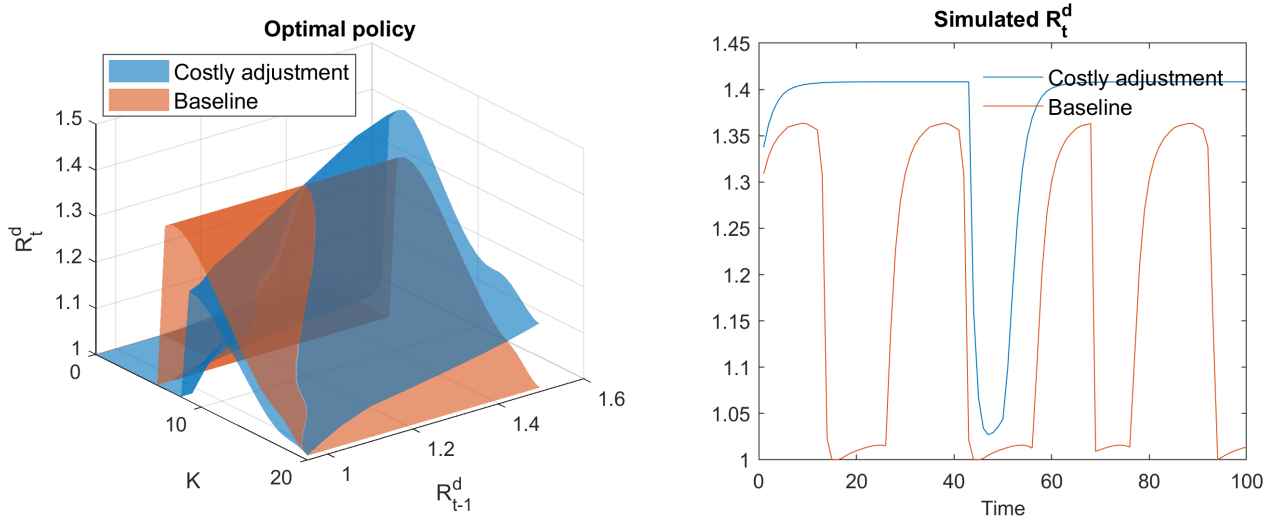 Optimal policy
Costly adjustment
Baseline
1.5
1.4
1.3
1.2
1.1
1
R_t^d
0
10
20
K
1
1.2
1.4
1.6
R_{t-1}^d
Simulated R_t^d
Costly adjustment
Baseline
1.45
1.4
1.35
1.3
1.25
1.2
1.15
1.1
1.05
1
0
20
40
60
80
100
Time